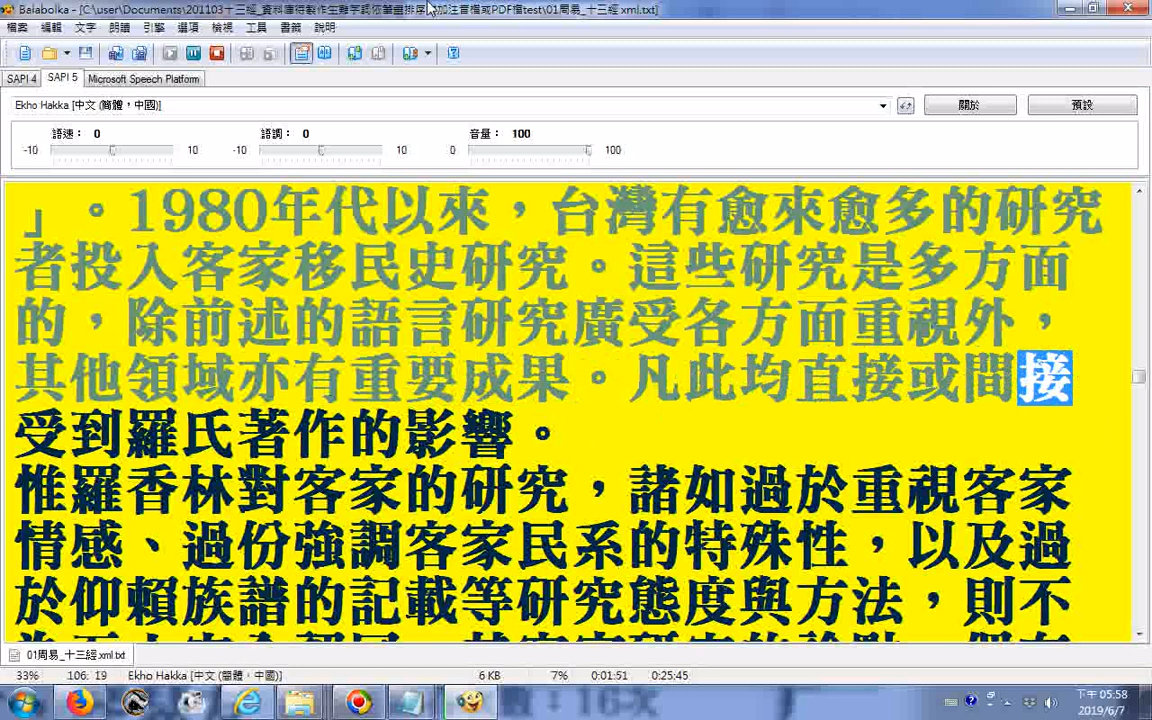 Balabolka - [C:\user\Documents\201103十三經_資料庫待製作生難字詞依筆畫排序加注音檔或PDF檔test\01周易_十三經 xml.txt]
檔案 編輯 文字 朗讀 引擎 選項 檢視 工具 書籤 說明
SAPI 4 SAPI 5 Microsoft Speech Platform
Ekho Hakka [中文 (簡體，中國)] 關於 預設
語速： 0 語調： 0 音量： 100
-10 10 -10 10 0 100
」。1980年代以來，台灣有愈來愈多的研究
者投入客家移民史研究。這些研究是多方面
的，除前述的語言研究廣受各方面重視外，
其他領域亦有重要成果。凡此均直接或間接
受到羅氏著作的影響。
惟羅香林對客家的研究，諸如過於重視客家
情感、過份強調客家民系的特殊性，以及過
於仰賴族譜的記載等研究態度與方法，則不
01周易_十三經.xml.txt
33% 106: 19 Ekho Hakka [中文 (簡體，中國)] 6 KB 7% 0:01:51 0:25:45
下午 05:58
2019/6/7